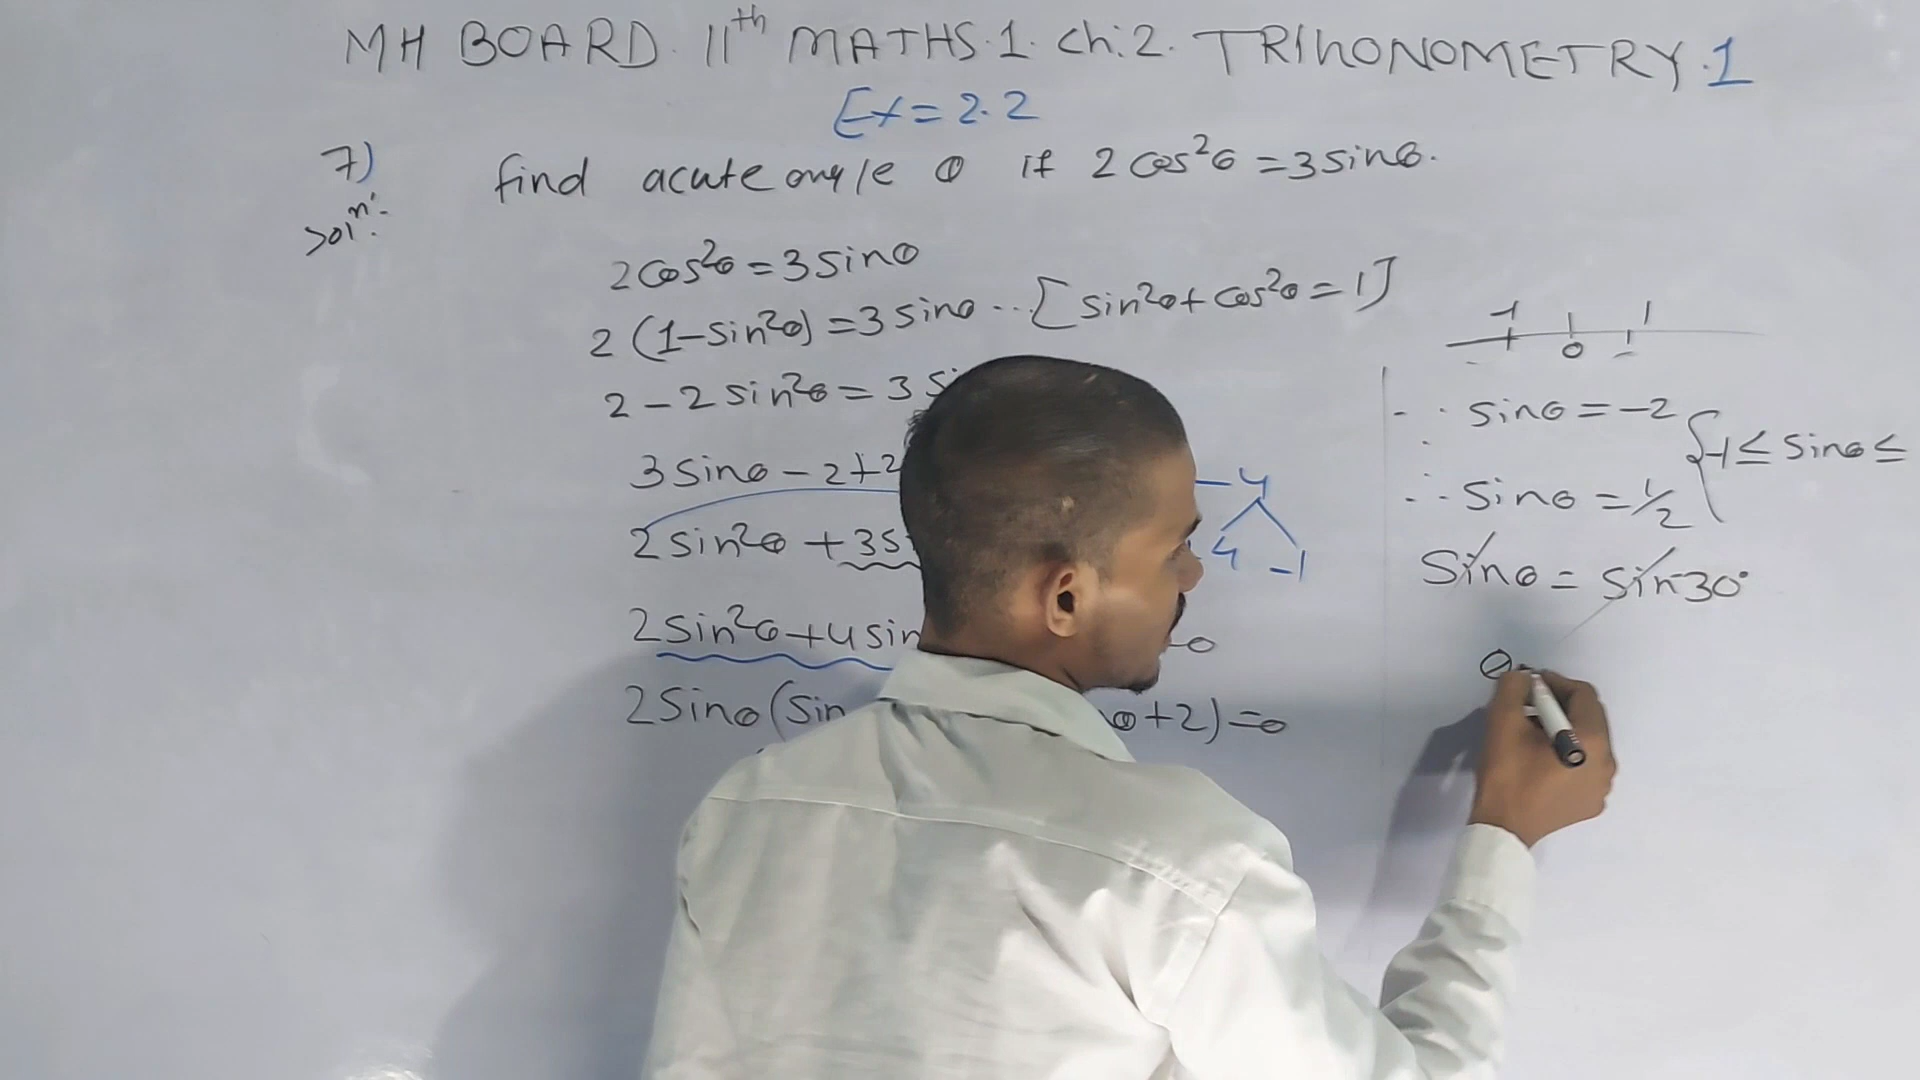 MH BOARD. 11th MATHS.1. Ch:2. TRIGONOMETRY.1
Ex=2.2
7) find acute angle θ if 2cos²θ=3sinθ.
Solⁿ:-
2cos²θ=3sinθ
2(1-sin²θ)=3sinθ...[sin²θ+cos²θ=1]
2-2sin²θ=3
3sinθ-2+2
2sin²θ+3s
2sin²θ+4sin
2sinθ(sin θ+2)=0
-4
4 -1
-1 0 1
∴ sinθ=-2 {-1≤sinθ≤
∴ sinθ=1/2
sinθ=sin30°
θ